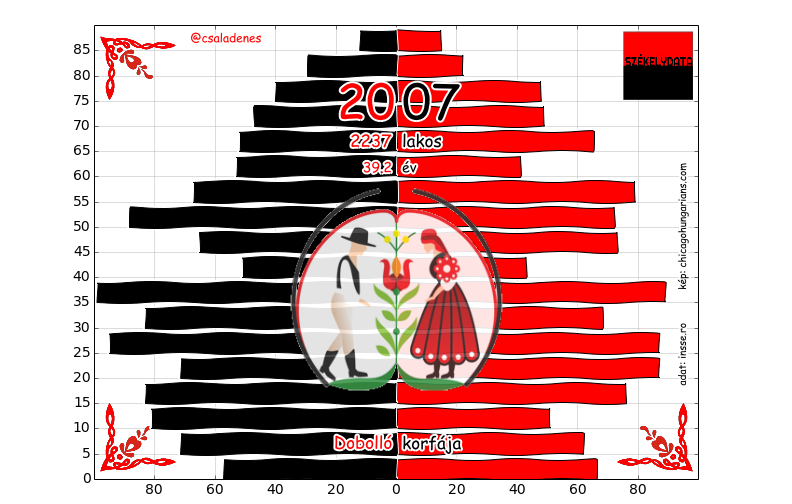 @csaladenes
SZÉKELYDATA
2007
2237 lakos
39.2 év
kép: chicagohungarians.com
adat: insse.ro
Dobolló korfája
85
80
75
70
65
60
55
50
45
40
35
30
25
20
15
10
5
0
80 60 40 20 0 20 40 60 80